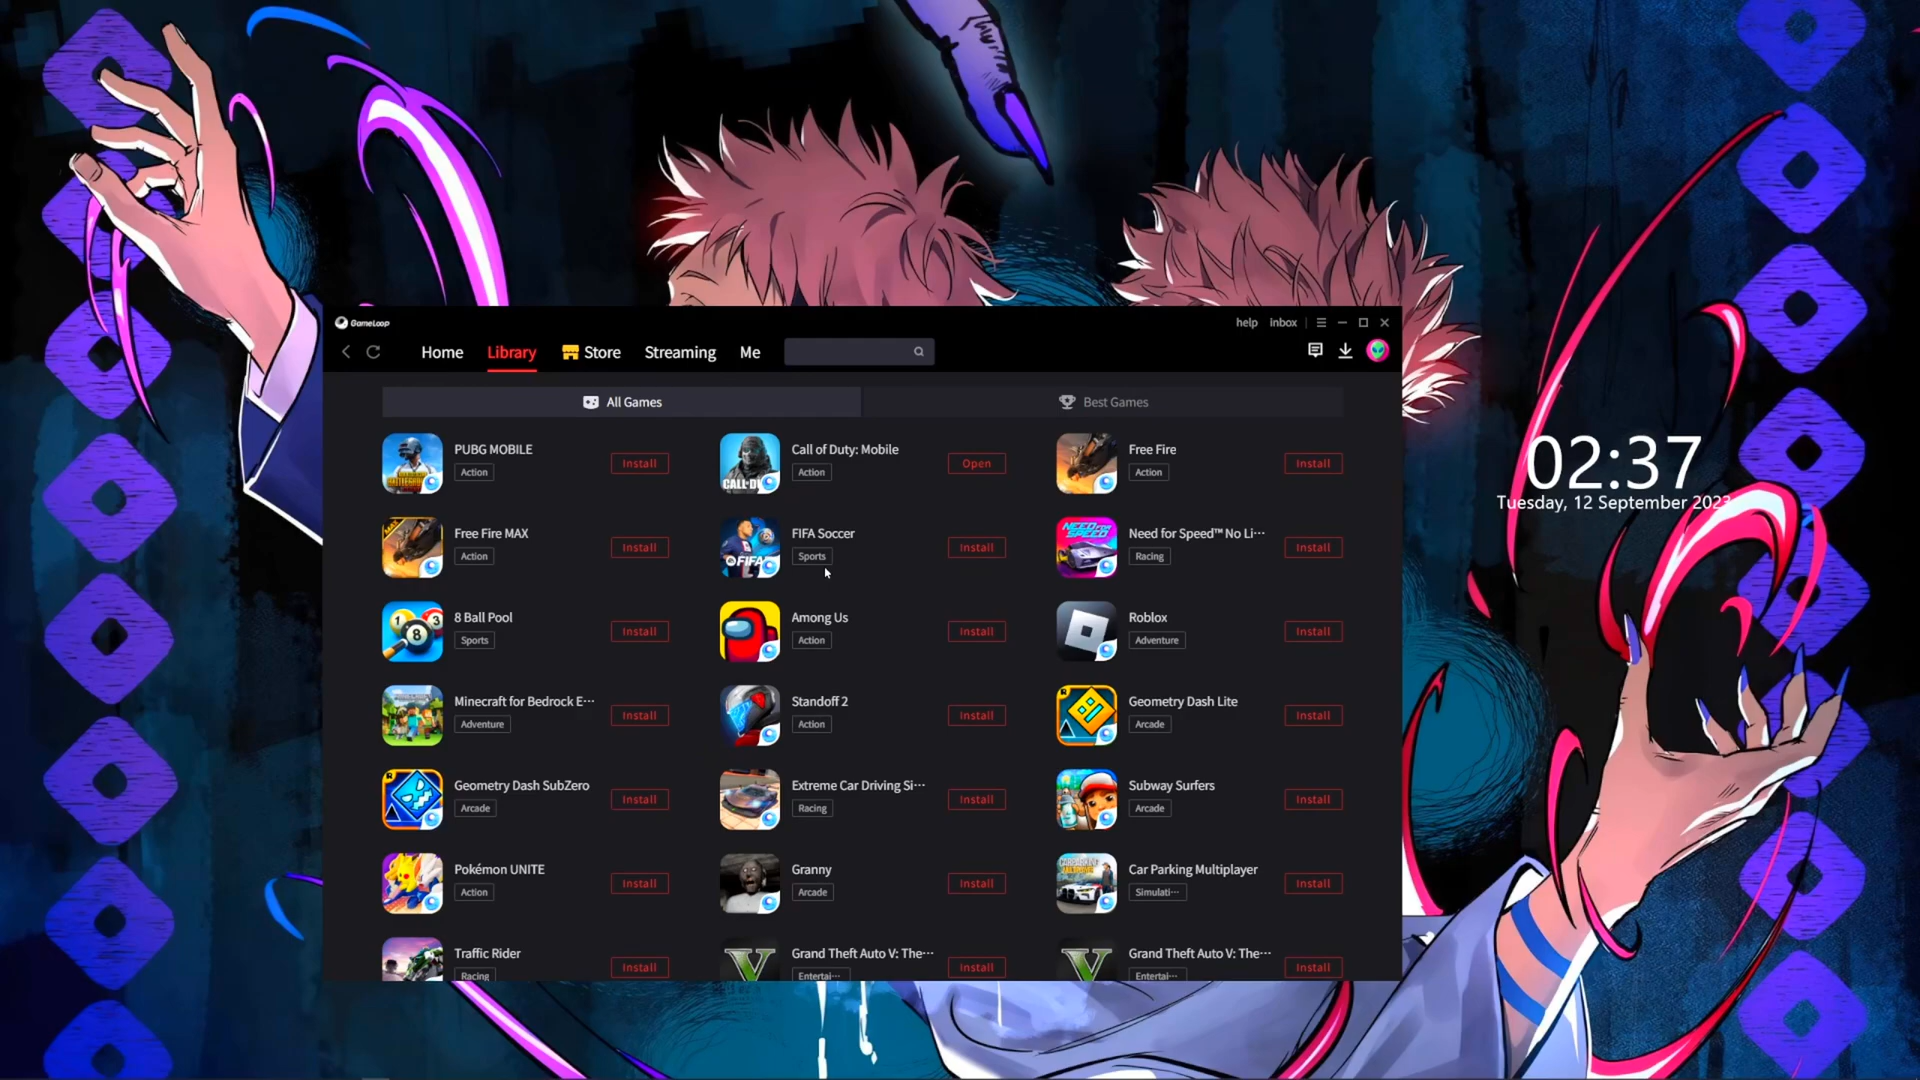 GameLoop
help inbox
Home Library Store Streaming Me
All Games Best Games
PUBG MOBILE
Action
Install
Call of Duty: Mobile
Action
Open
Free Fire
Action
Install
Free Fire MAX
Action
Install
FIFA Soccer
Sports
Install
Need for Speed™ No Li···
Racing
Install
8 Ball Pool
Sports
Install
Among Us
Action
Install
Roblox
Adventure
Install
Minecraft for Bedrock E···
Adventure
Install
Standoff 2
Action
Install
Geometry Dash Lite
Arcade
Install
Geometry Dash SubZero
Arcade
Install
Extreme Car Driving Si···
Racing
Install
Subway Surfers
Arcade
Install
Pokémon UNITE
Action
Install
Granny
Arcade
Install
Car Parking Multiplayer
Simulati···
Install
Traffic Rider
Racing
Install
Grand Theft Auto V: The···
Entertai···
Install
Grand Theft Auto V: The···
Entertai···
Install
02:37
Tuesday, 12 September 2023